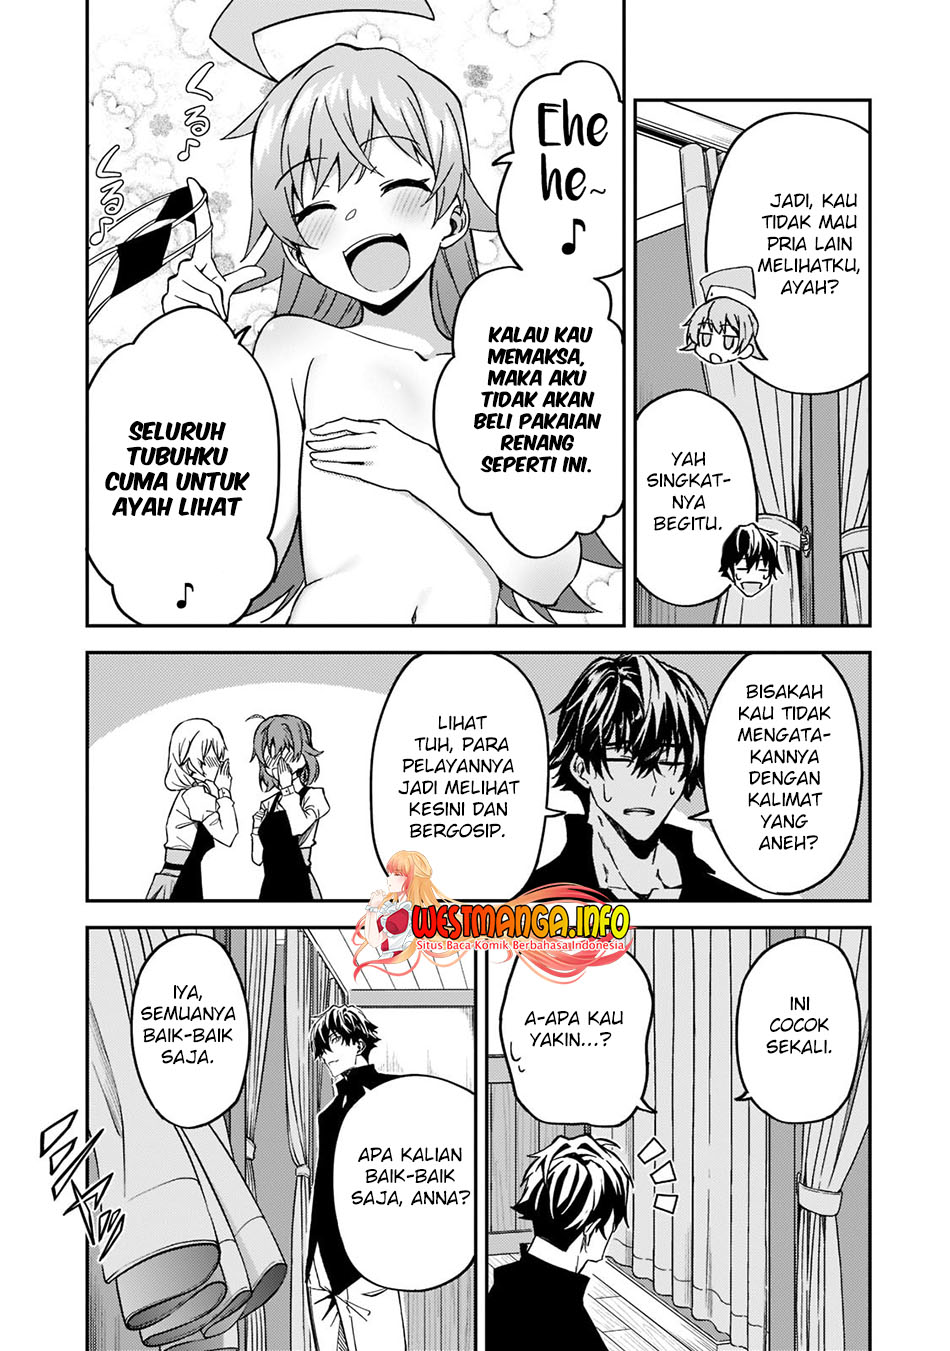 JADI, KAU
TIDAK MAU
PRIA LAIN
MELIHATKU,
AYAH?
YAH
SINGKAT-
NYA
BEGITU.
Ehe
he~
♪
KALAU KAU
MEMAKSA,
MAKA AKU
TIDAK AKAN
BELI PAKAIAN
RENANG
SEPERTI INI.
くる♪
くる♪
SELURUH
TUBUHKU
CUMA UNTUK
AYAH LIHAT
♪
BISAKAH
KAU TIDAK
MENGATA-
KANNYA
DENGAN
KALIMAT
YANG
ANEH?
LIHAT
TUH, PARA
PELAYANNYA
JADI MELIHAT
KESINI DAN
BERGOSIP.
WESTMANGA.INFO
Situs Baca Komik Berbahasa Indonesia
INI
COCOK
SEKALI.
A-APA KAU
YAKIN...?
IYA,
SEMUANYA
BAIK-BAIK
SAJA.
APA KALIAN
BAIK-BAIK
SAJA, ANNA?